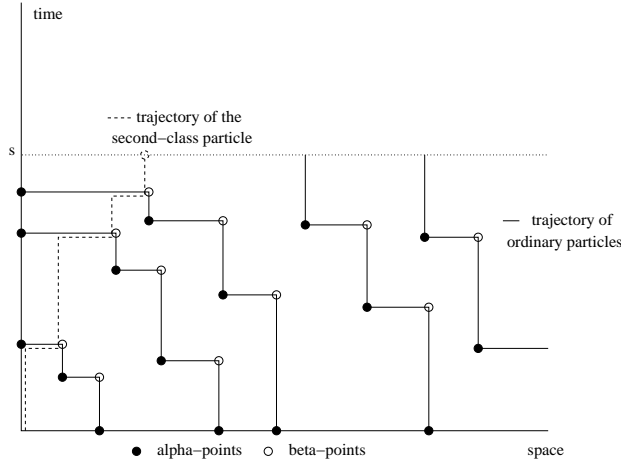 time
trajectory of the
second-class particle
s
trajectory of
ordinary particles
alpha-points
beta-points
space